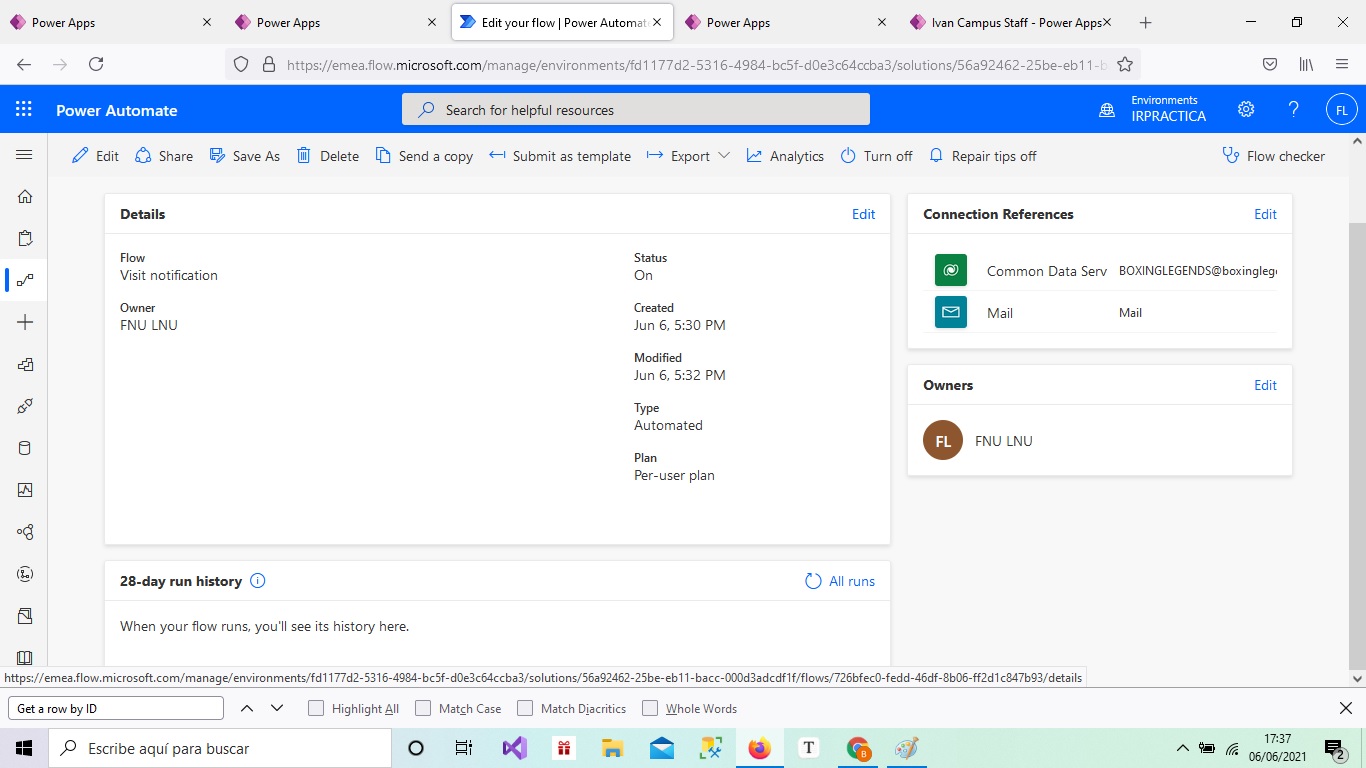 Power Apps
Power Apps
Edit your flow | Power Automat
Power Apps
Ivan Campus Staff - Power Apps
https://emea.flow.microsoft.com/manage/environments/fd1177d2-5316-4984-bc5f-d0e3c64ccba3/solutions/56a92462-25be-eb11-b
Power Automate
Search for helpful resources
Environments
IRPRACTICA
?
FL
Edit
Share
Save As
Delete
Send a copy
Submit as template
Export
Analytics
Turn off
Repair tips off
Flow checker
Details
Edit
Flow
Visit notification
Owner
FNU LNU
Status
On
Created
Jun 6, 5:30 PM
Modified
Jun 6, 5:32 PM
Type
Automated
Plan
Per-user plan
Connection References
Edit
Common Data Serv
BOXINGLEGENDS@boxinglege
Mail
Mail
Owners
Edit
FL
FNU LNU
28-day run history
All runs
When your flow runs, you'll see its history here.
https://emea.flow.microsoft.com/manage/environments/fd1177d2-5316-4984-bc5f-d0e3c64ccba3/solutions/56a92462-25be-eb11-bacc-000d3adcdf1f/flows/726bfec0-fedd-46df-8b06-ff2d1c847b93/details
Get a row by ID
Highlight All
Match Case
Match Diacritics
Whole Words
Escribe aquí para buscar
T
B
17:37
06/06/2021
2